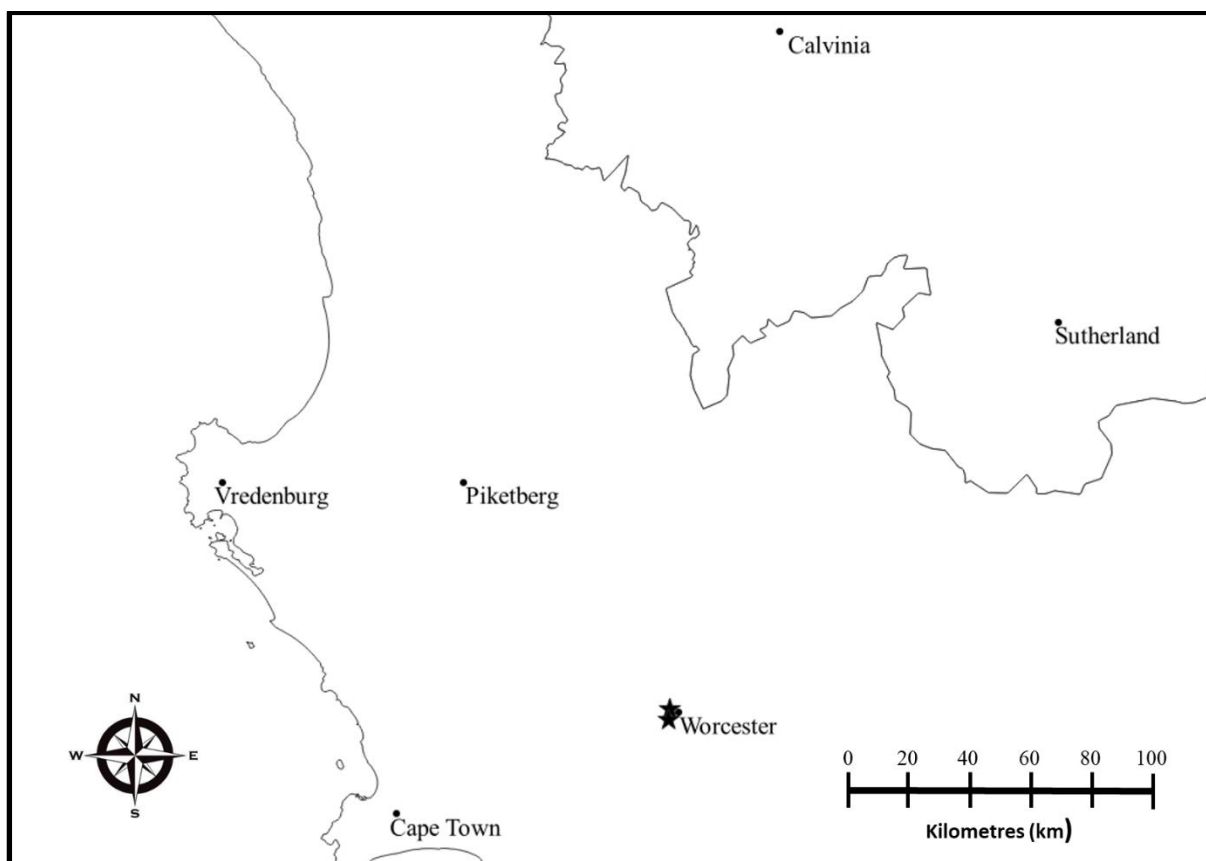 Calvinia
Sutherland
Vredenburg
Piketberg
N
W E
S
Worcester
0 20 40 60 80 100
Kilometres (km)
Cape Town